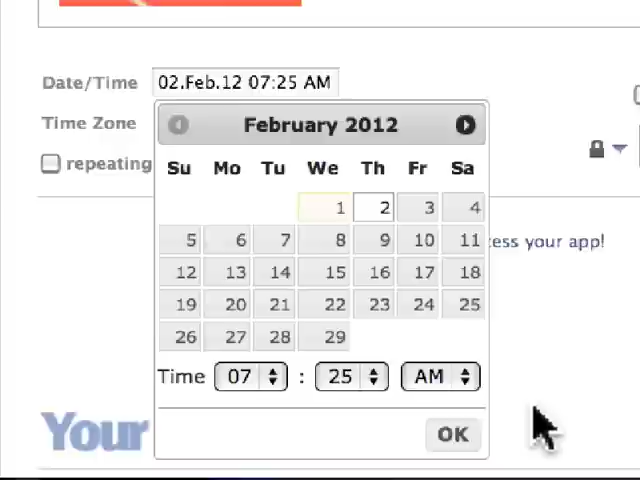 Date/Time 02.Feb.12 07:25 AM
Time Zone
February 2012
repeating
Su Mo Tu We Th Fr Sa
1 2 3 4
5 6 7 8 9 10 11
cess your app!
12 13 14 15 16 17 18
19 20 21 22 23 24 25
26 27 28 29
Time 07 : 25 AM
Your
OK